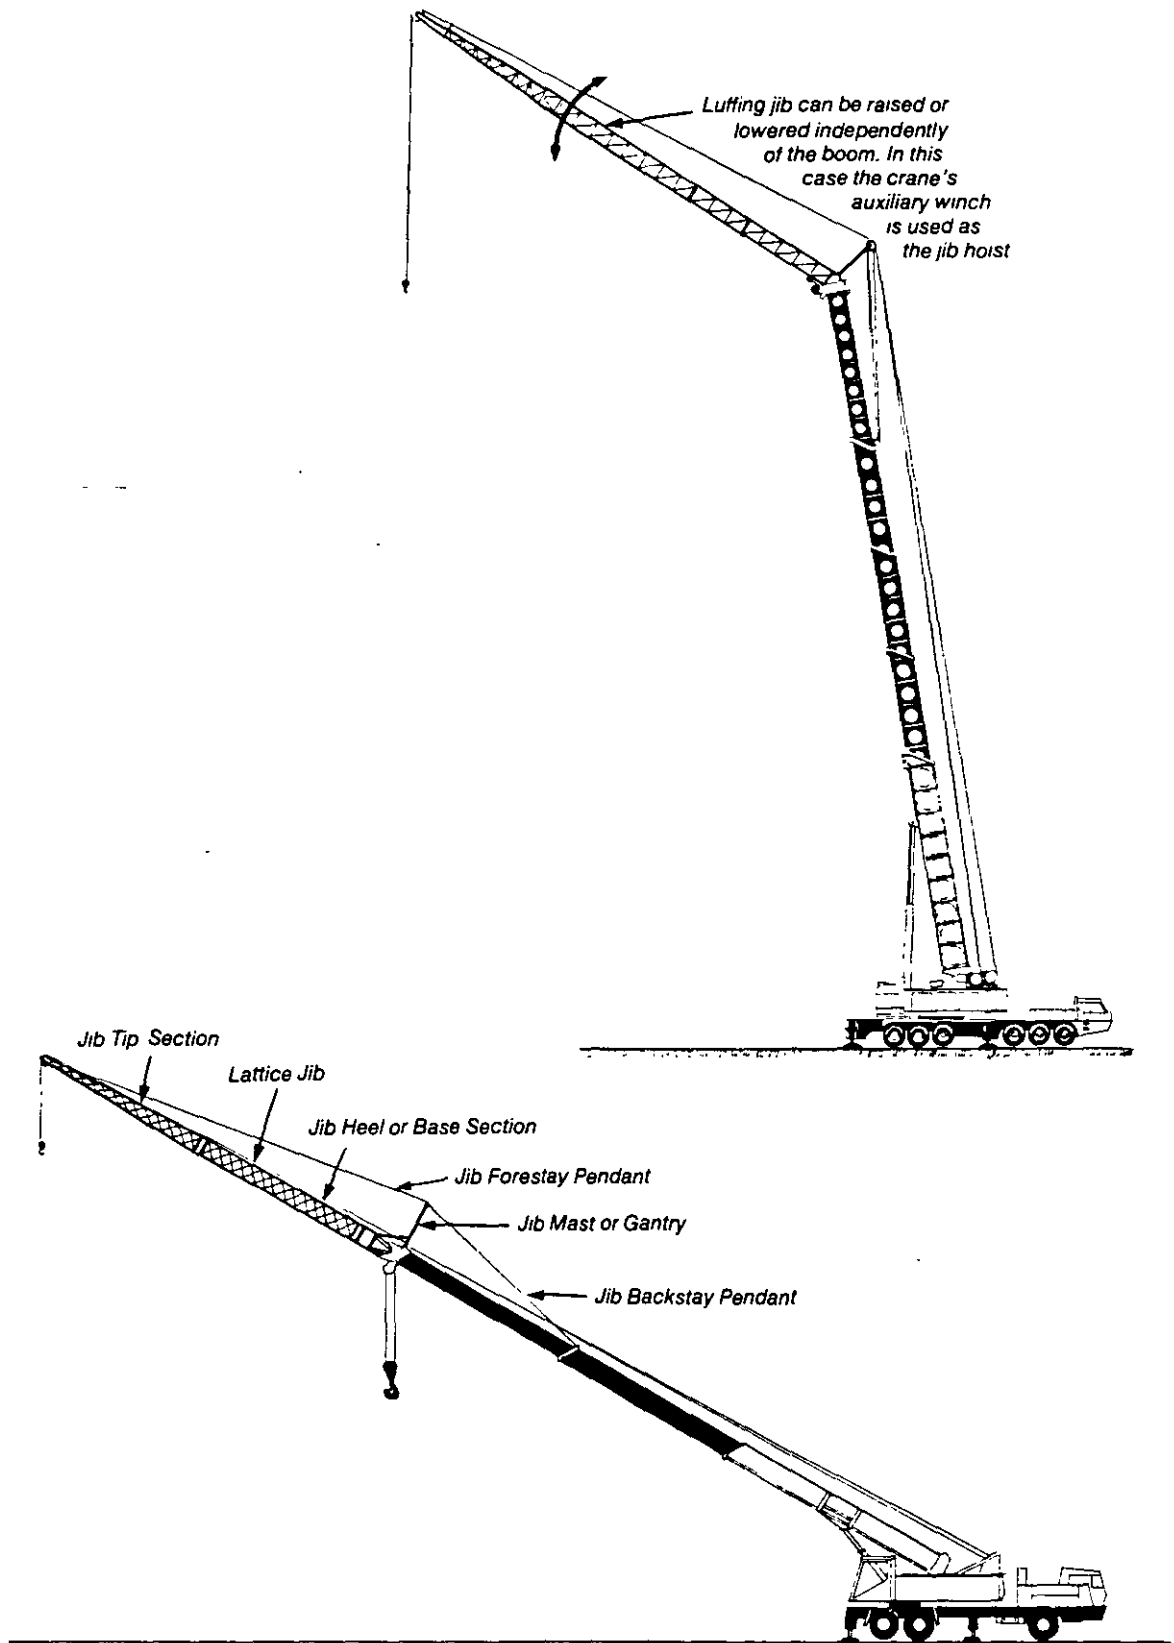 Luffing jib can be raised or
lowered independently
of the boom. In this
case the crane's
auxiliary winch
is used as
the jib hoist
Jib Tip Section
Lattice Jib
Jib Heel or Base Section
Jib Forestay Pendant
Jib Mast or Gantry
Jib Backstay Pendant